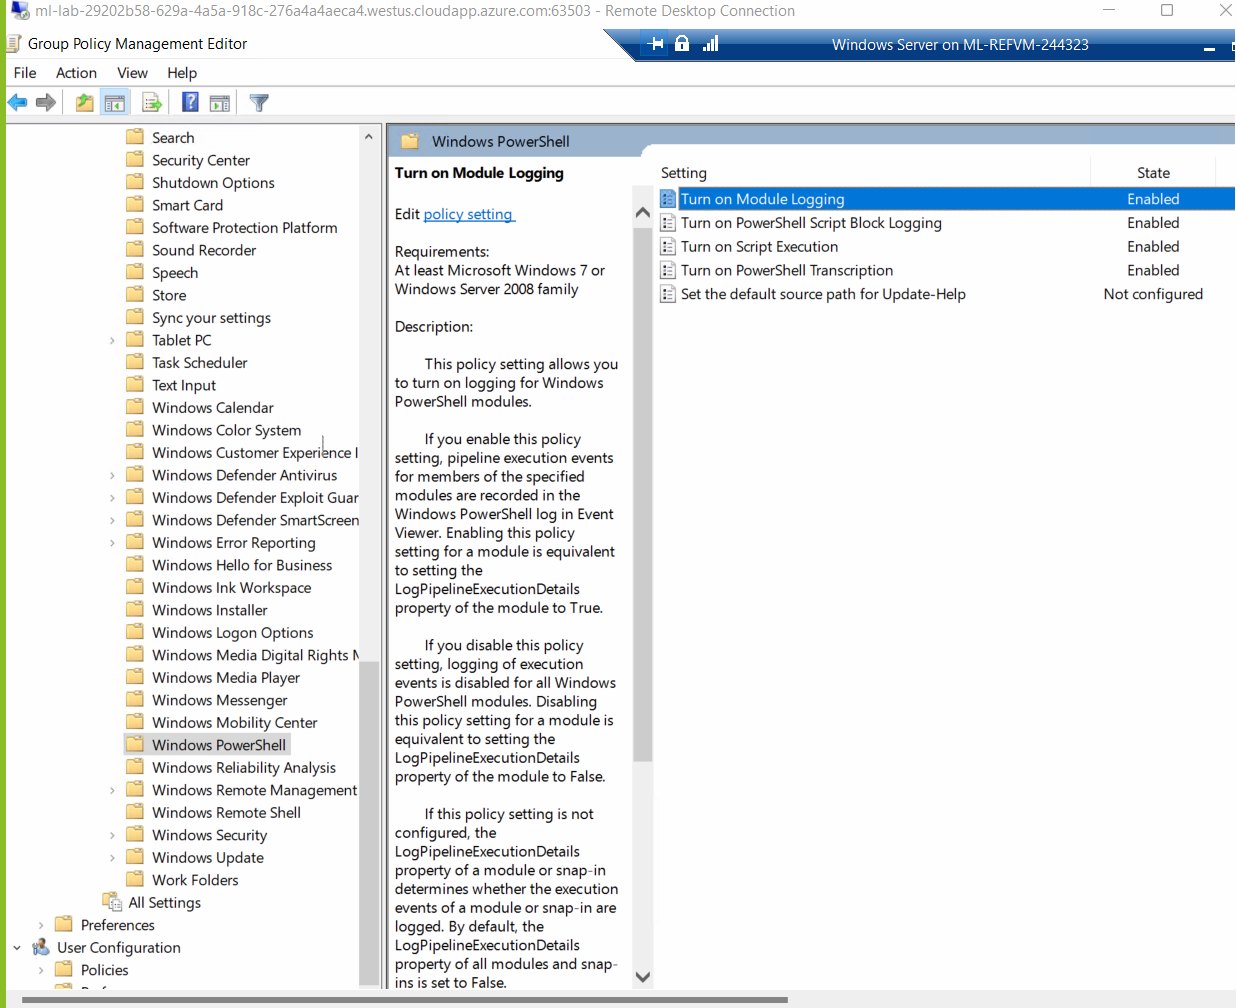 ml-lab-29202b58-629a-4a5a-918c-276a4a4aeca4.westus.cloudapp.azure.com:63503 - Remote Desktop Connection
Group Policy Management Editor
Windows Server on ML-REFVM-244323
File Action View Help
Search
Security Center
Shutdown Options
Smart Card
Software Protection Platform
Sound Recorder
Speech
Store
Sync your settings
Tablet PC
Task Scheduler
Text Input
Windows Calendar
Windows Color System
Windows Customer Experience I
Windows Defender Antivirus
Windows Defender Exploit Guar
Windows Defender SmartScreen
Windows Error Reporting
Windows Hello for Business
Windows Ink Workspace
Windows Installer
Windows Logon Options
Windows Media Digital Rights M
Windows Media Player
Windows Messenger
Windows Mobility Center
Windows PowerShell
Windows Reliability Analysis
Windows Remote Management
Windows Remote Shell
Windows Security
Windows Update
Work Folders
All Settings
Preferences
User Configuration
Policies
Windows PowerShell
Turn on Module Logging
Edit policy setting
Requirements:
At least Microsoft Windows 7 or
Windows Server 2008 family
Description:
This policy setting allows you
to turn on logging for Windows
PowerShell modules.
If you enable this policy
setting, pipeline execution events
for members of the specified
modules are recorded in the
Windows PowerShell log in Event
Viewer. Enabling this policy
setting for a module is equivalent
to setting the
LogPipelineExecutionDetails
property of the module to True.
If you disable this policy
setting, logging of execution
events is disabled for all Windows
PowerShell modules. Disabling
this policy setting for a module is
equivalent to setting the
LogPipelineExecutionDetails
property of the module to False.
If this policy setting is not
configured, the
LogPipelineExecutionDetails
property of a module or snap-in
determines whether the execution
events of a module or snap-in are
logged. By default, the
LogPipelineExecutionDetails
property of all modules and snap-
ins is set to False.
Setting State
Turn on Module Logging Enabled
Turn on PowerShell Script Block Logging Enabled
Turn on Script Execution Enabled
Turn on PowerShell Transcription Enabled
Set the default source path for Update-Help Not configured